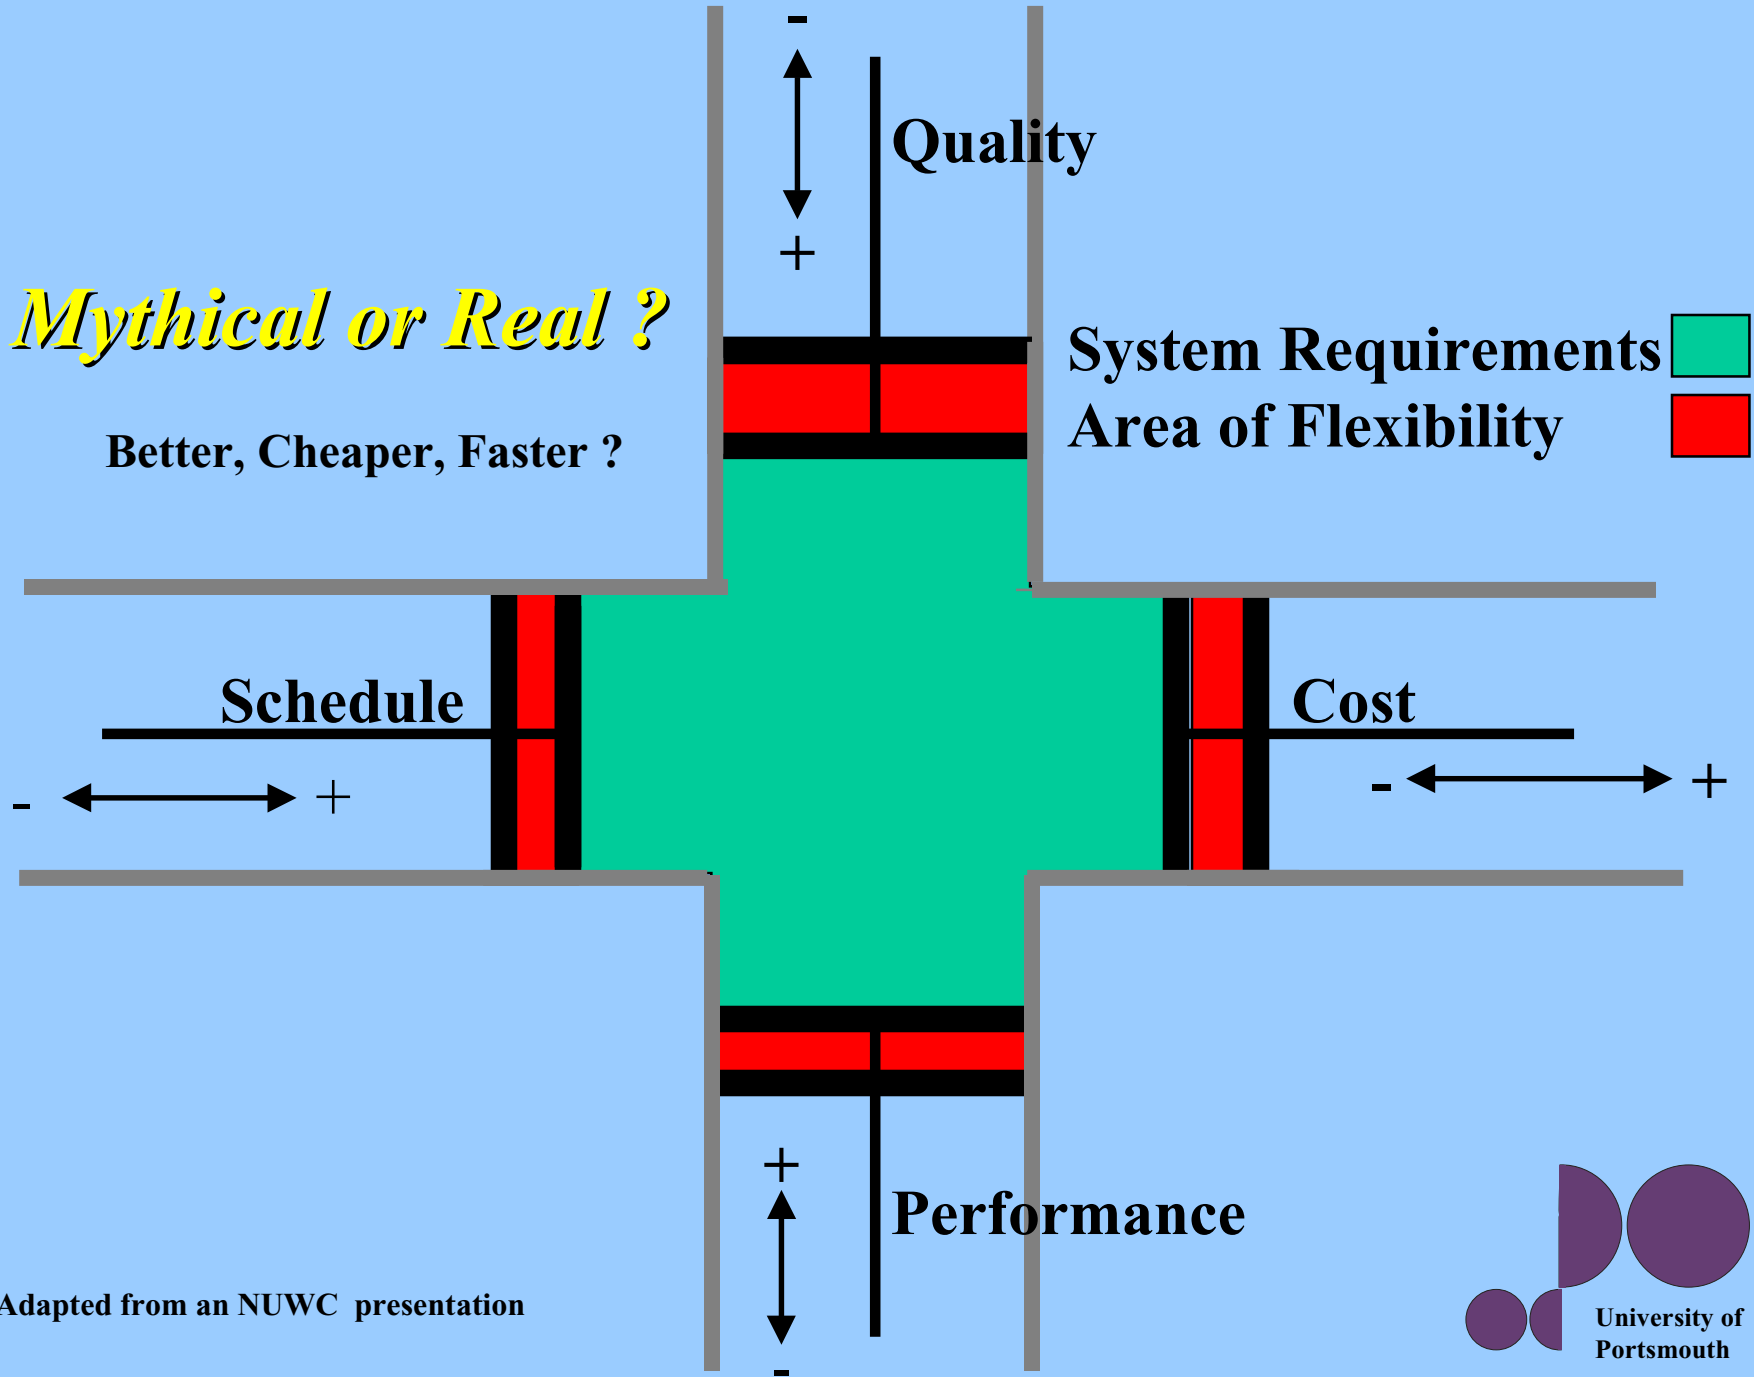 -
Quality
+
Mythical or Real ?
System Requirements
Area of Flexibility
Better, Cheaper, Faster ?
Schedule
Cost
- +
- +
+
Performance
-
Adapted from an NUWC presentation
University of
Portsmouth